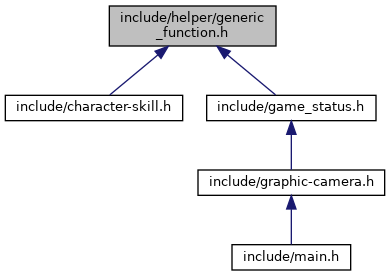 include/helper/generic
_function.h
include/character-skill.h
include/game_status.h
include/graphic-camera.h
include/main.h